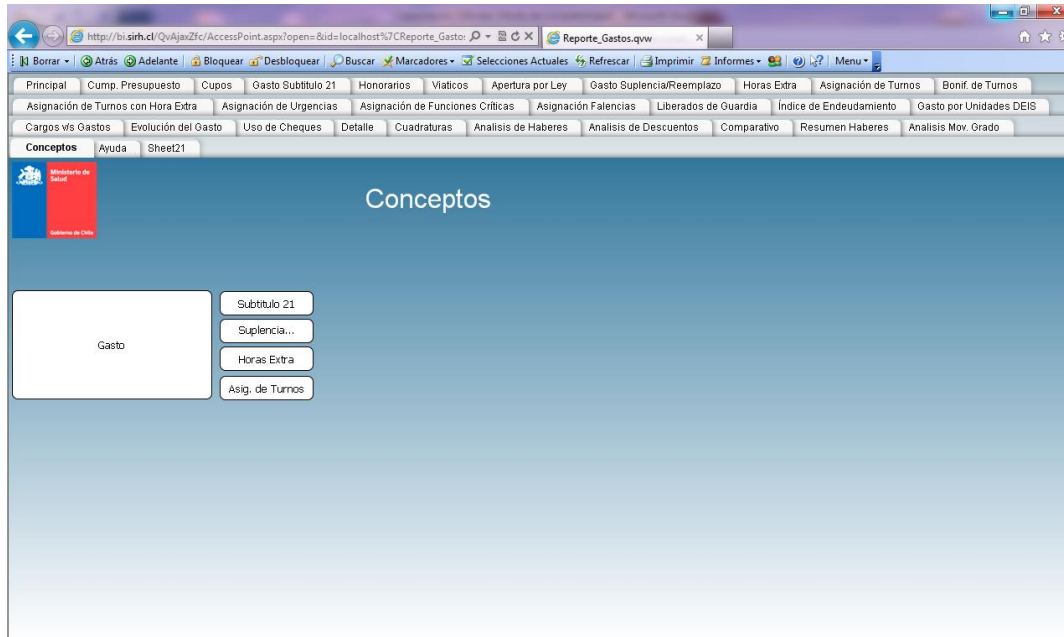 http://bi.sirh.cl/QvAjaxZfc/AccessPoint.aspx?open=&id=localhost%7CReporte_Gasto: Reporte_Gastos.qvw
Borrar Atrás Adelante Bloquear Desbloquear Buscar Marcadores Selecciones Actuales Refrescar Imprimir Informes Menu
Principal Cump. Presupuesto Cupos Gasto Subtitulo 21 Honorarios Viaticos Apertura por Ley Gasto Suplencia/Reemplazo Horas Extra Asignación de Turnos Bonif. de Turnos
Asignación de Turnos con Hora Extra Asignación de Urgencias Asignación de Funciones Críticas Asignación Falencias Liberados de Guardia Índice de Endeudamiento Gasto por Unidades DEIS
Cargos v/s Gastos Evolución del Gasto Uso de Cheques Detalle Cuadraturas Analisis de Haberes Analisis de Descuentos Comparativo Resumen Haberes Analisis Mov. Grado
Conceptos Ayuda Sheet21
Ministerio de
Salud
Gobierno de Chile
Conceptos
Gasto
Subtitulo 21
Suplencia...
Horas Extra
Asig. de Turnos